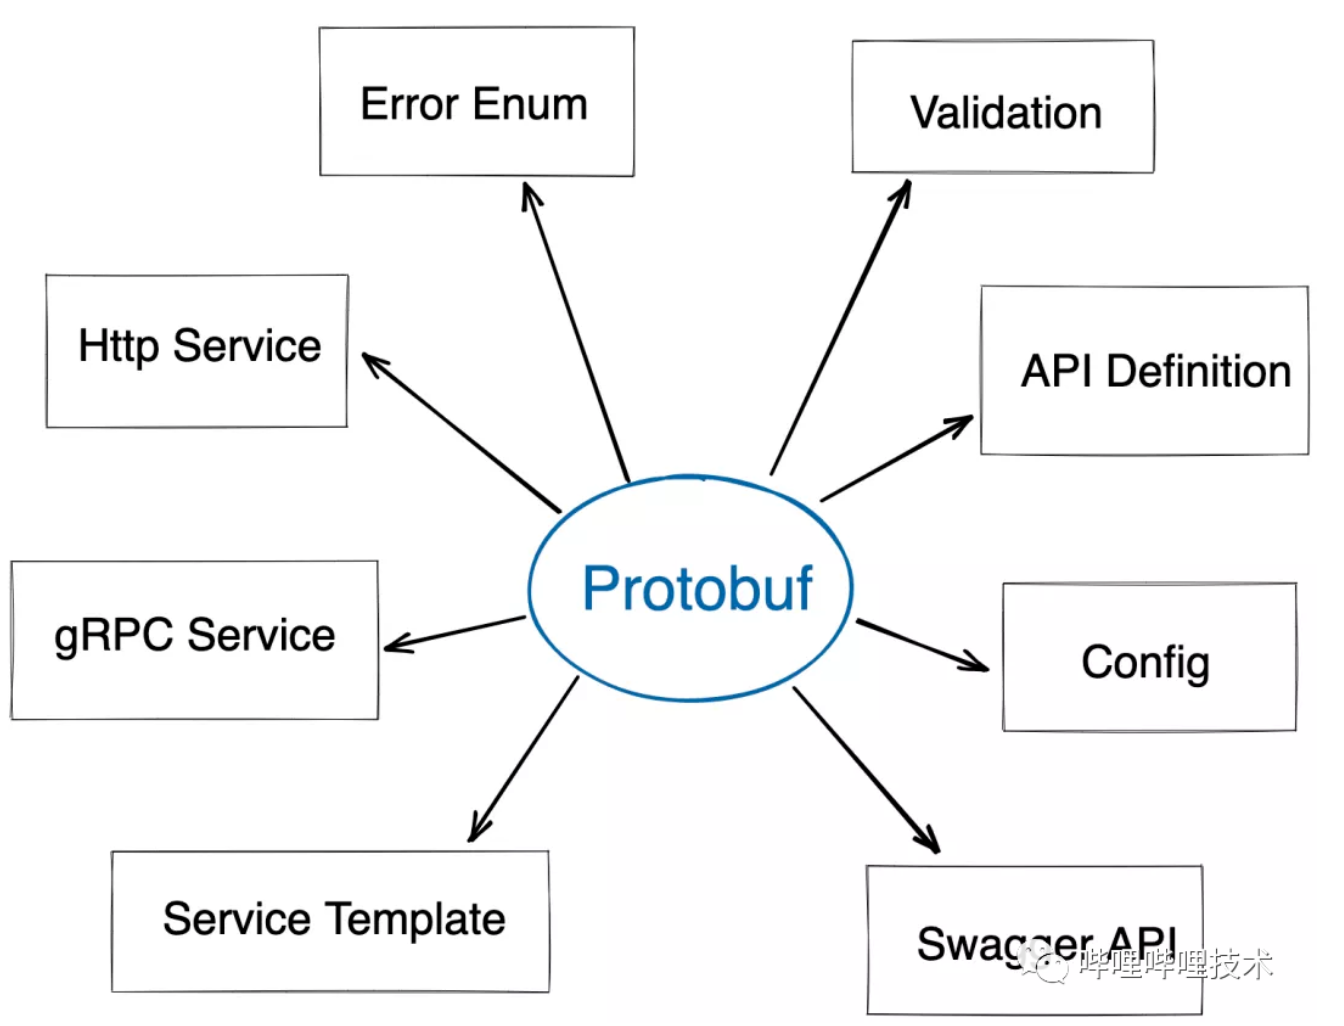 Error Enum
Validation
Http Service
API Definition
Protobuf
gRPC Service
Config
Service Template
Swagger API
哔哩哔哩技术